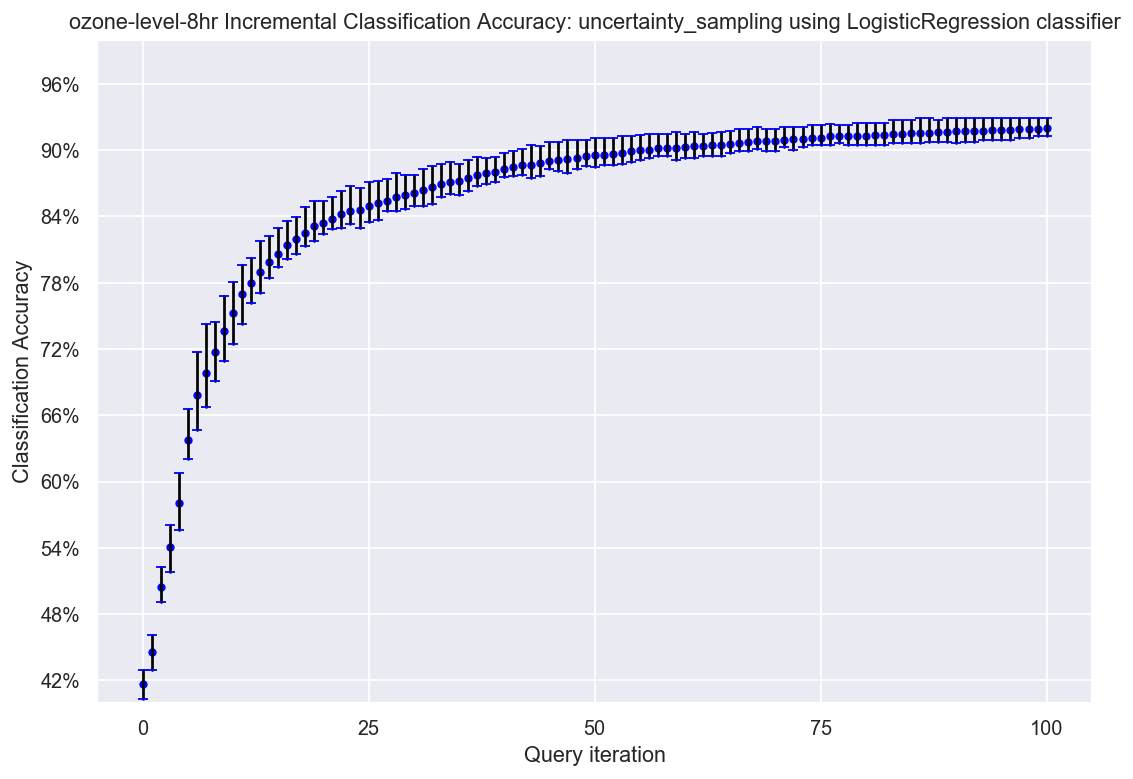 ozone-level-8hr Incremental Classification Accuracy: uncertainty_sampling using LogisticRegression classifier
96%
90%
84%
78%
72%
66%
60%
54%
48%
42%
Classification Accuracy
0 25 50 75 100
Query iteration